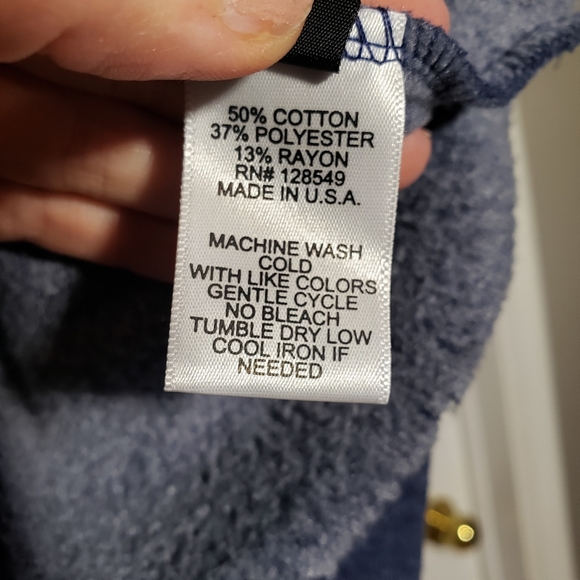 50% COTTON
37% POLYESTER
13% RAYON
RN# 128549
MADE IN U.S.A.
MACHINE WASH
COLD
WITH LIKE COLORS
GENTLE CYCLE
NO BLEACH
TUMBLE DRY LOW
COOL IRON IF
NEEDED